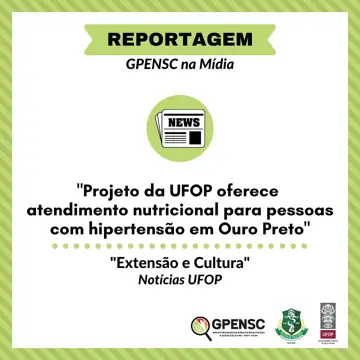 REPORTAGEM
GPENSC na Mídia
NEWS
"Projeto da UFOP oferece
atendimento nutricional para pessoas
com hipertensão em Ouro Preto"
"Extensão e Cultura"
Notícias UFOP
GPENSC
UFOP